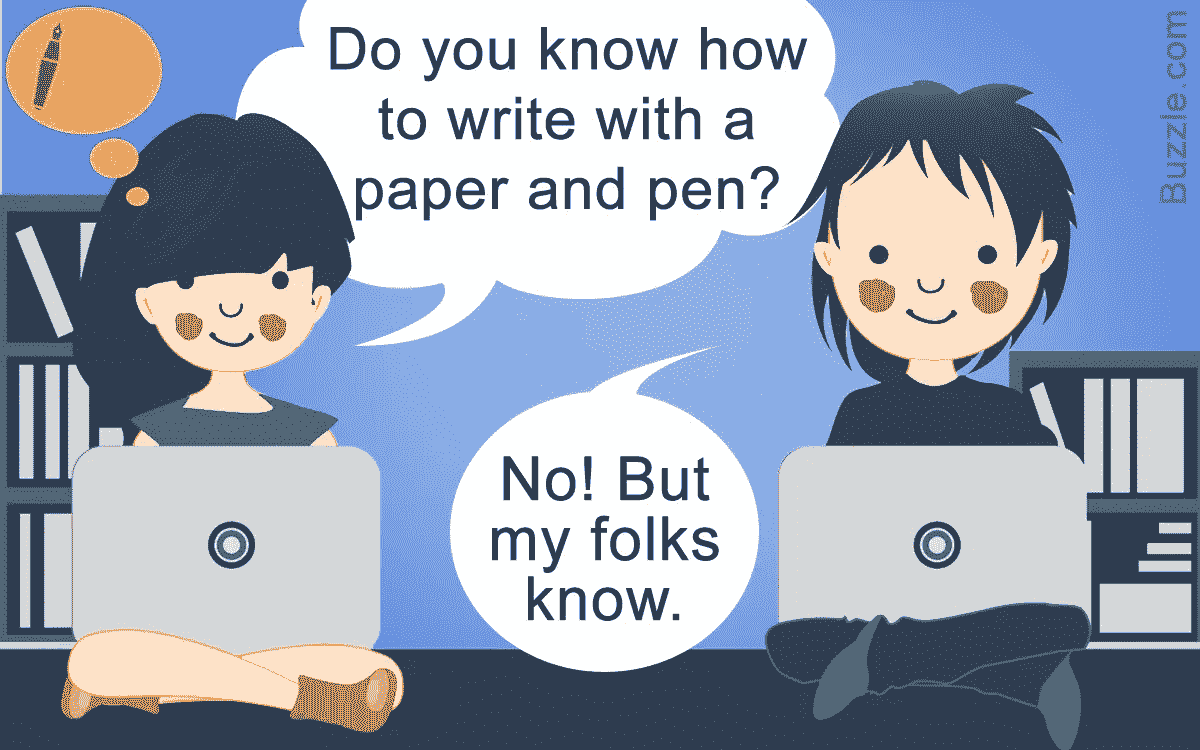 Do you know how
to write with a
paper and pen?
No! But
my folks
know.
Buzzle.com